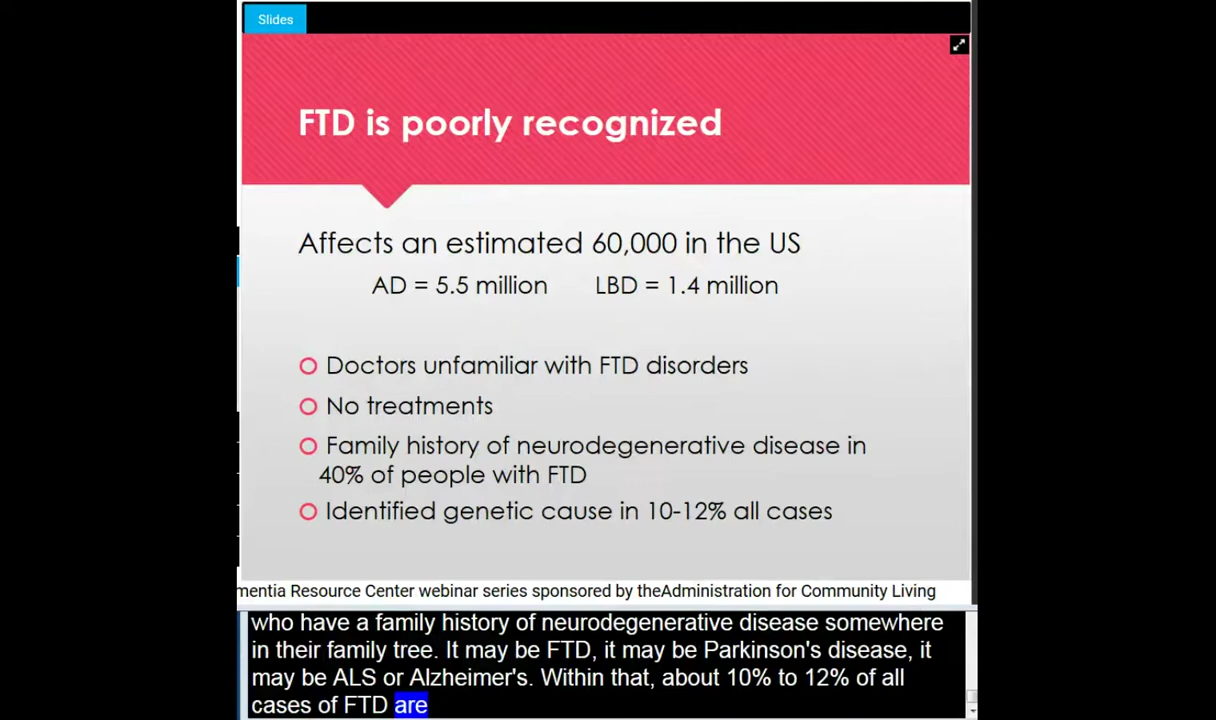 Slides
FTD is poorly recognized
Affects an estimated 60,000 in the US
AD = 5.5 million LBD = 1.4 million
Doctors unfamiliar with FTD disorders
No treatments
Family history of neurodegenerative disease in
40% of people with FTD
Identified genetic cause in 10-12% all cases
mentia Resource Center webinar series sponsored by theAdministration for Community Living
who have a family history of neurodegenerative disease somewhere
in their family tree. It may be FTD, it may be Parkinson's disease, it
may be ALS or Alzheimer's. Within that, about 10% to 12% of all
cases of FTD are